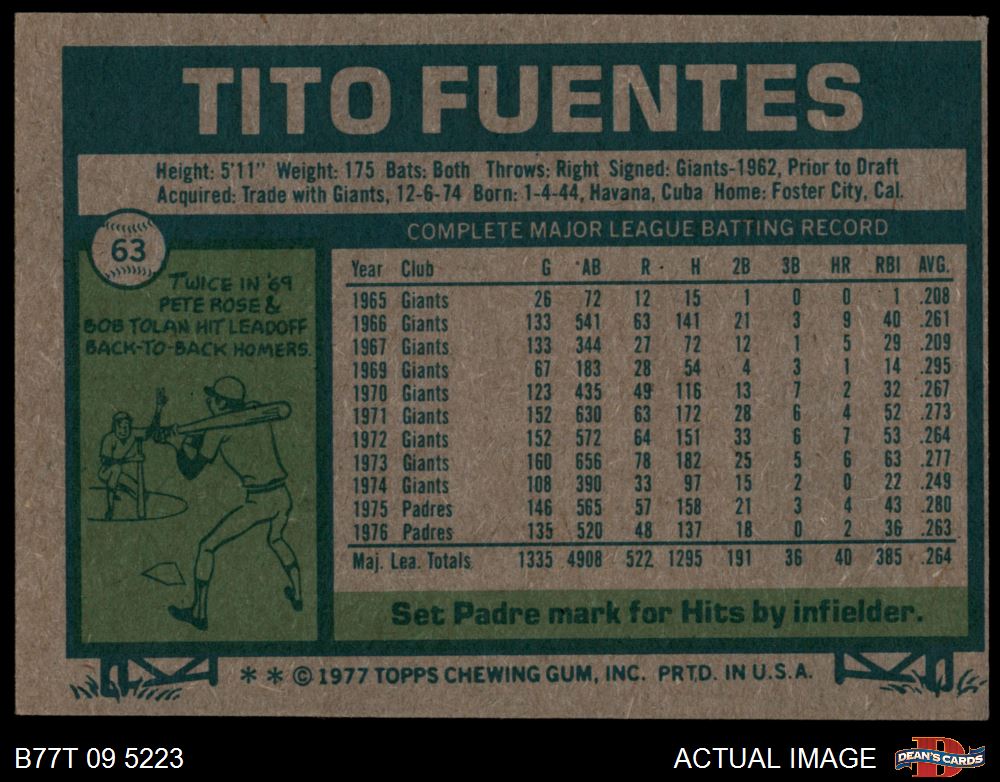 TITO FUENTES
Height: 5'11" Weight: 175 Bats: Both Throws: Right Signed: Giants-1962, Prior to Draft
Acquired: Trade with Giants, 12-6-74 Born: 1-4-44, Havana, Cuba Home: Foster City, Cal.
63
TWICE IN '69
PETE ROSE &
BOB TOLAN HIT LEADOFF
BACK-TO-BACK HOMERS.
COMPLETE MAJOR LEAGUE BATTING RECORD
Year Club G AB R H 2B 3B HR RBI AVG.
1965 Giants 26 72 12 15 1 0 0 1 .208
1966 Giants 133 541 63 141 21 3 9 40 .261
1967 Giants 133 344 27 72 12 1 5 29 .209
1969 Giants 67 183 28 54 4 3 1 14 .295
1970 Giants 123 435 49 116 13 7 2 32 .267
1971 Giants 152 630 63 172 28 6 4 52 .273
1972 Giants 152 572 64 151 33 6 7 53 .264
1973 Giants 160 656 78 182 25 5 6 63 .277
1974 Giants 108 390 33 97 15 2 0 22 .249
1975 Padres 146 565 57 158 21 3 4 43 .280
1976 Padres 135 520 48 137 18 0 2 36 .263
Maj. Lea. Totals 1335 4908 522 1295 191 36 40 385 .264
Set Padre mark for Hits by infielder.
* * © 1977 TOPPS CHEWING GUM, INC. PRTD. IN U.S.A.
B77T 09 5223
ACTUAL IMAGE
D
DEAN'S CARDS